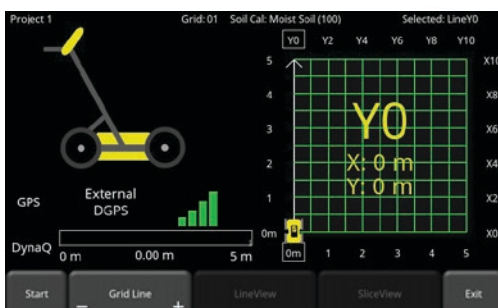 Project 1 Grid: 01 Soil Cal: Moist Soil (100) Selected: LineY0
Y0 Y2 Y4 Y6 Y8 Y10
5 X10
4 X8
3 X6
2 X4
1 X2
0m X0
Y0
X: 0 m
Y: 0 m
0m 1 2 3 4 5
GPS External
DGPS
DynaQ
0 m 0.00 m 5 m
Start − Grid Line + LineView SliceView Exit